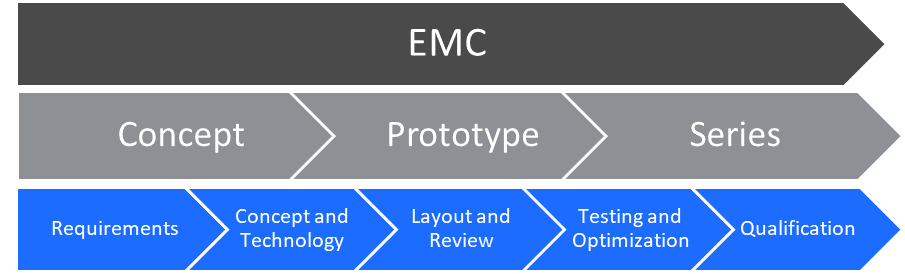 EMC
Concept
Prototype
Series
Requirements
Concept and
Technology
Layout and
Review
Testing and
Optimization
Qualification